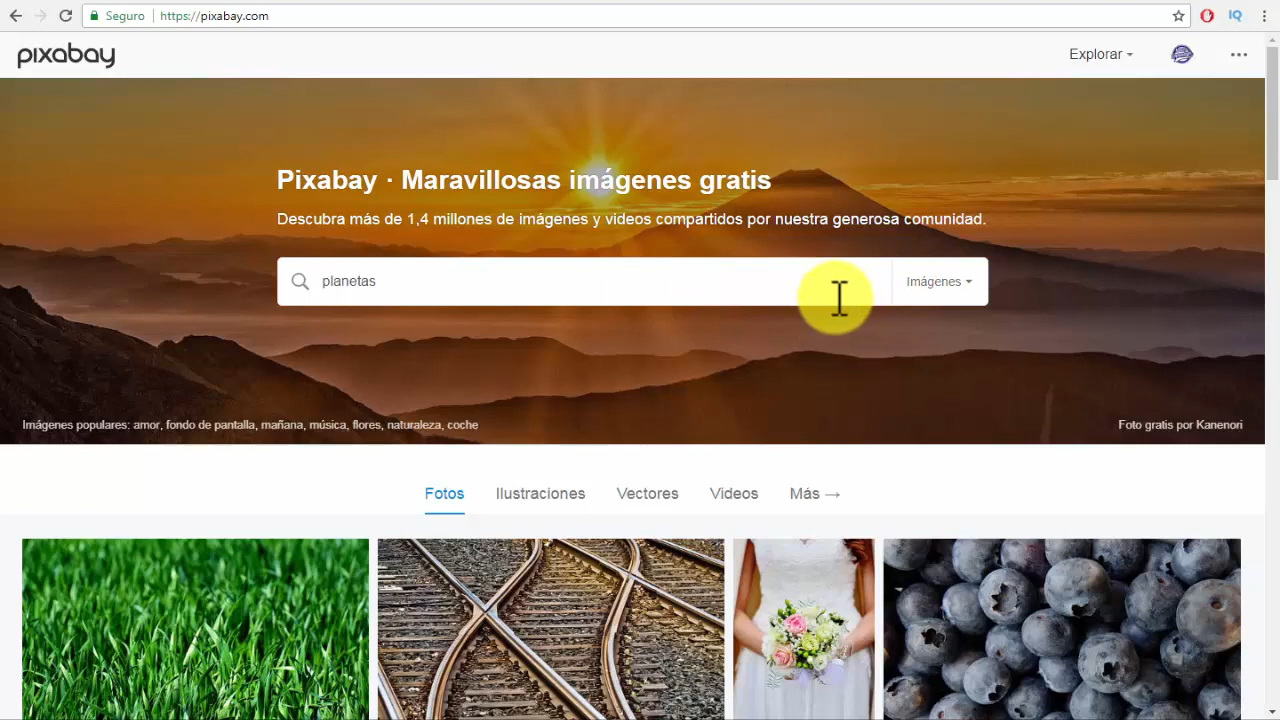 Seguro
https://pixabay.com
IQ
pixabay
Explorar
Pixabay · Maravillosas imágenes gratis
Descubra más de 1,4 millones de imágenes y videos compartidos por nuestra generosa comunidad.
planetas
Imágenes
Imágenes populares: amor, fondo de pantalla, mañana, música, flores, naturaleza, coche
Foto gratis por Kanenori
Fotos
Ilustraciones
Vectores
Videos
Más →